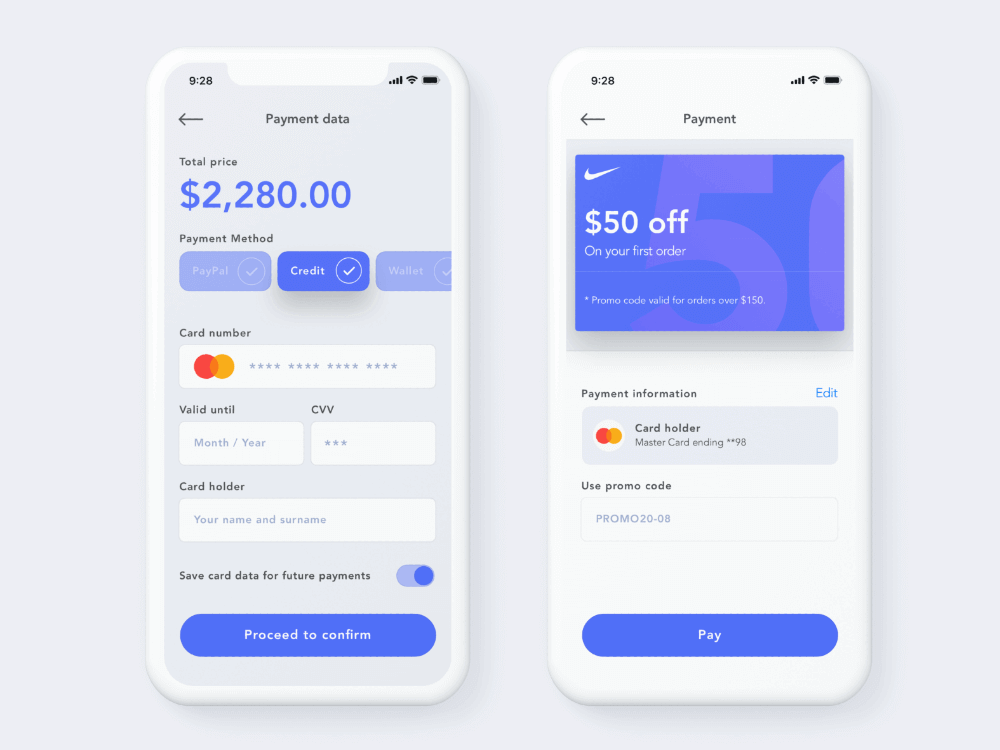 9:28
Payment data
Total price
$2,280.00
Payment Method
PayPal
Credit
Wallet
Card number
**** **** **** ****
Valid until
CVV
Month / Year
***
Card holder
Your name and surname
Save card data for future payments
Proceed to confirm
9:28
Payment
50
$50 off
On your first order
* Promo code valid for orders over $150.
Payment information
Edit
Card holder
Master Card ending **98
Use promo code
PROMO20-08
Pay